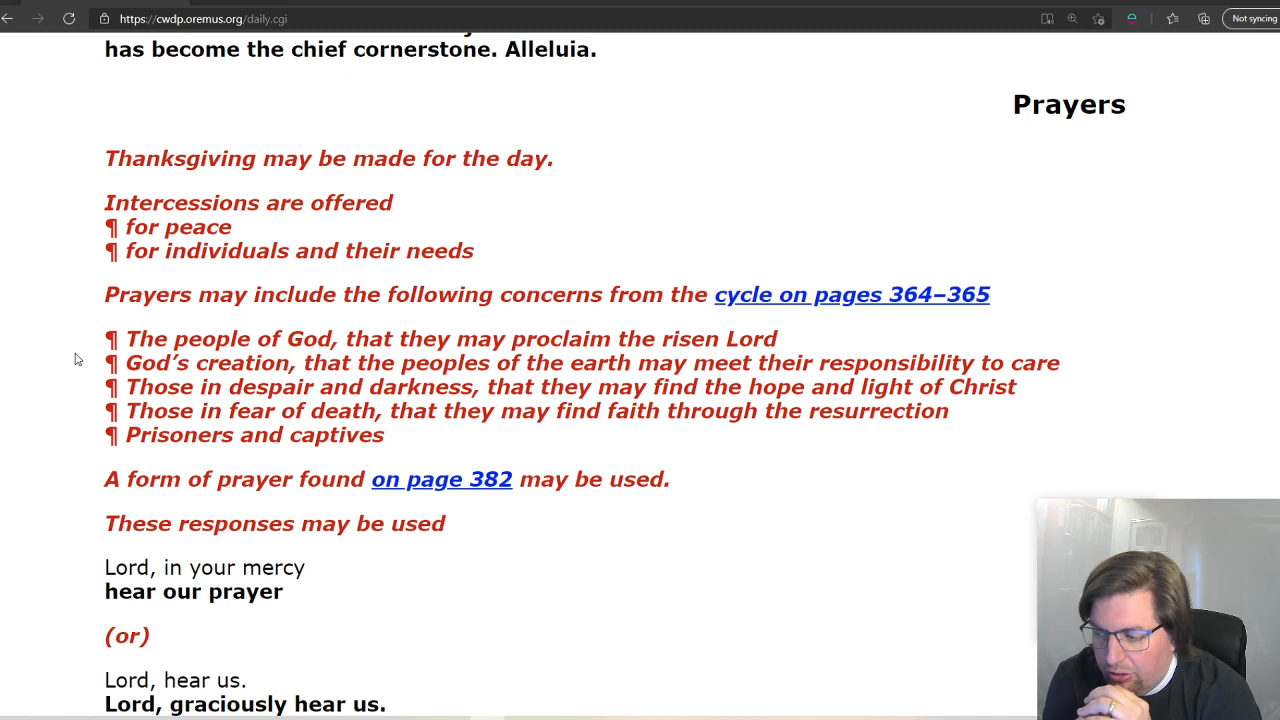 https://cwdp.oremus.org/daily.cgi
Not syncing
has become the chief cornerstone. Alleluia.
Prayers
Thanksgiving may be made for the day.
Intercessions are offered
¶ for peace
¶ for individuals and their needs
Prayers may include the following concerns from the cycle on pages 364–365
¶ The people of God, that they may proclaim the risen Lord
¶ God’s creation, that the peoples of the earth may meet their responsibility to care
¶ Those in despair and darkness, that they may find the hope and light of Christ
¶ Those in fear of death, that they may find faith through the resurrection
¶ Prisoners and captives
A form of prayer found on page 382 may be used.
These responses may be used
Lord, in your mercy
hear our prayer
(or)
Lord, hear us.
Lord, graciously hear us.